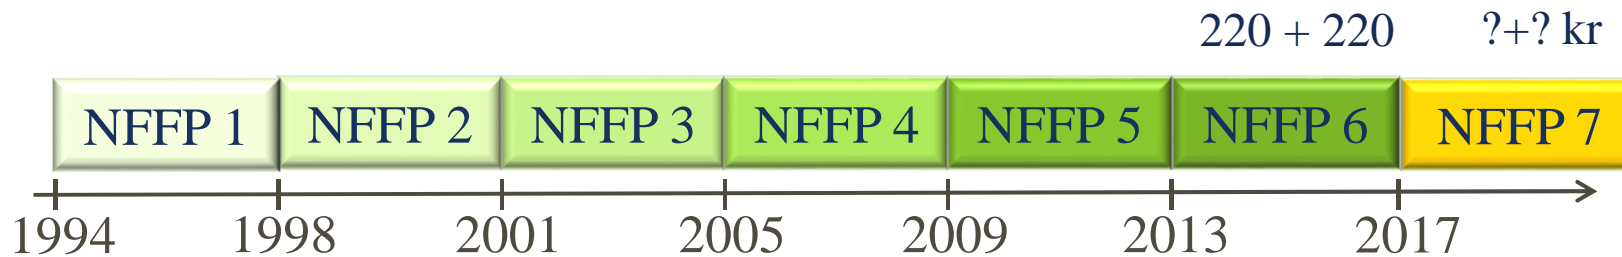 220 + 220 ?+? kr
NFFP 1 NFFP 2 NFFP 3 NFFP 4 NFFP 5 NFFP 6 NFFP 7
1994 1998 2001 2005 2009 2013 2017